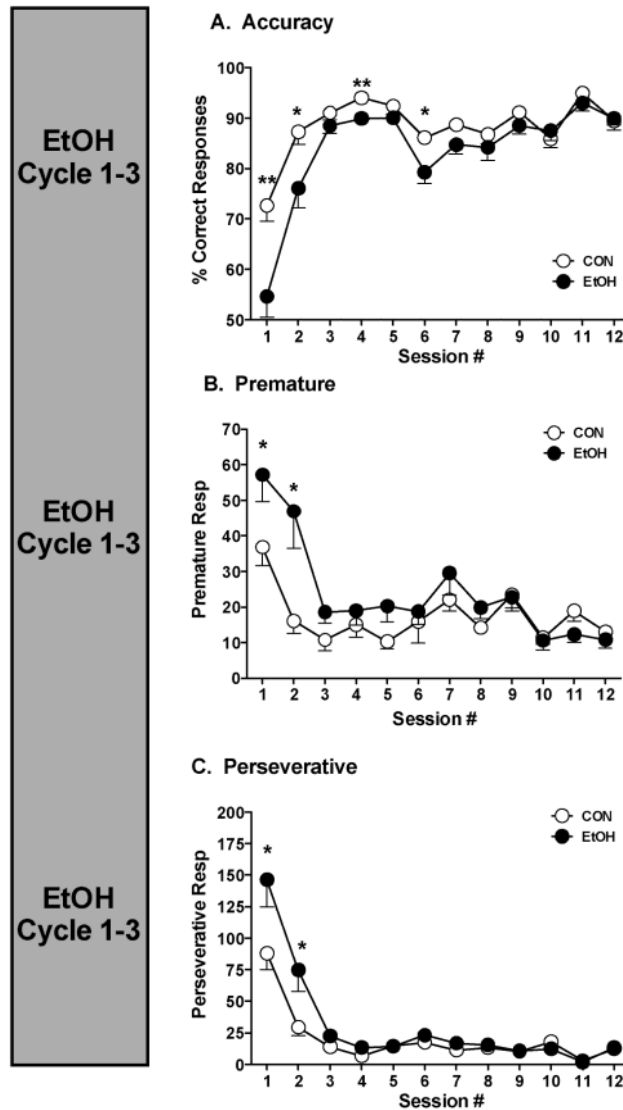 EtOH
Cycle 1-3
EtOH
Cycle 1-3
EtOH
Cycle 1-3
A. Accuracy
% Correct Responses
100
90
80
70
60
50
**
*
**
*
CON
EtOH
1 2 3 4 5 6 7 8 9 10 11 12
Session #
B. Premature
Premature Resp
70
60
50
40
30
20
10
0
*
*
CON
EtOH
1 2 3 4 5 6 7 8 9 10 11 12
Session #
C. Perseverative
Perseverative Resp
200
175
150
125
100
75
50
25
0
*
*
CON
EtOH
1 2 3 4 5 6 7 8 9 10 11 12
Session #